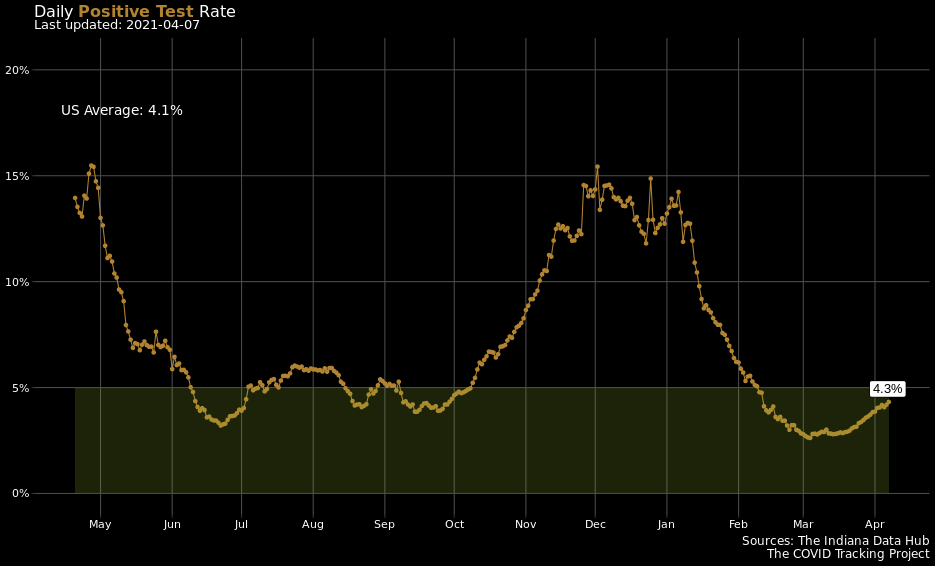 Daily Positive Test Rate
Last updated: 2021-04-07
20%
US Average: 4.1%
15%
10%
5%
4.3%
0%
May Jun Jul Aug Sep Oct Nov Dec Jan Feb Mar Apr
Sources: The Indiana Data Hub
The COVID Tracking Project